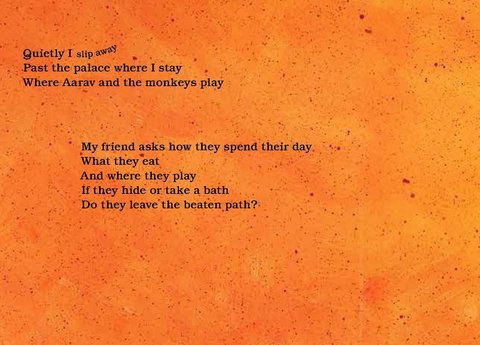 Quietly I slip away
Past the palace where I stay
Where Aarav and the monkeys play
My friend asks how they spend their day
What they eat
And where they play
If they hide or take a bath
Do they leave the beaten path?